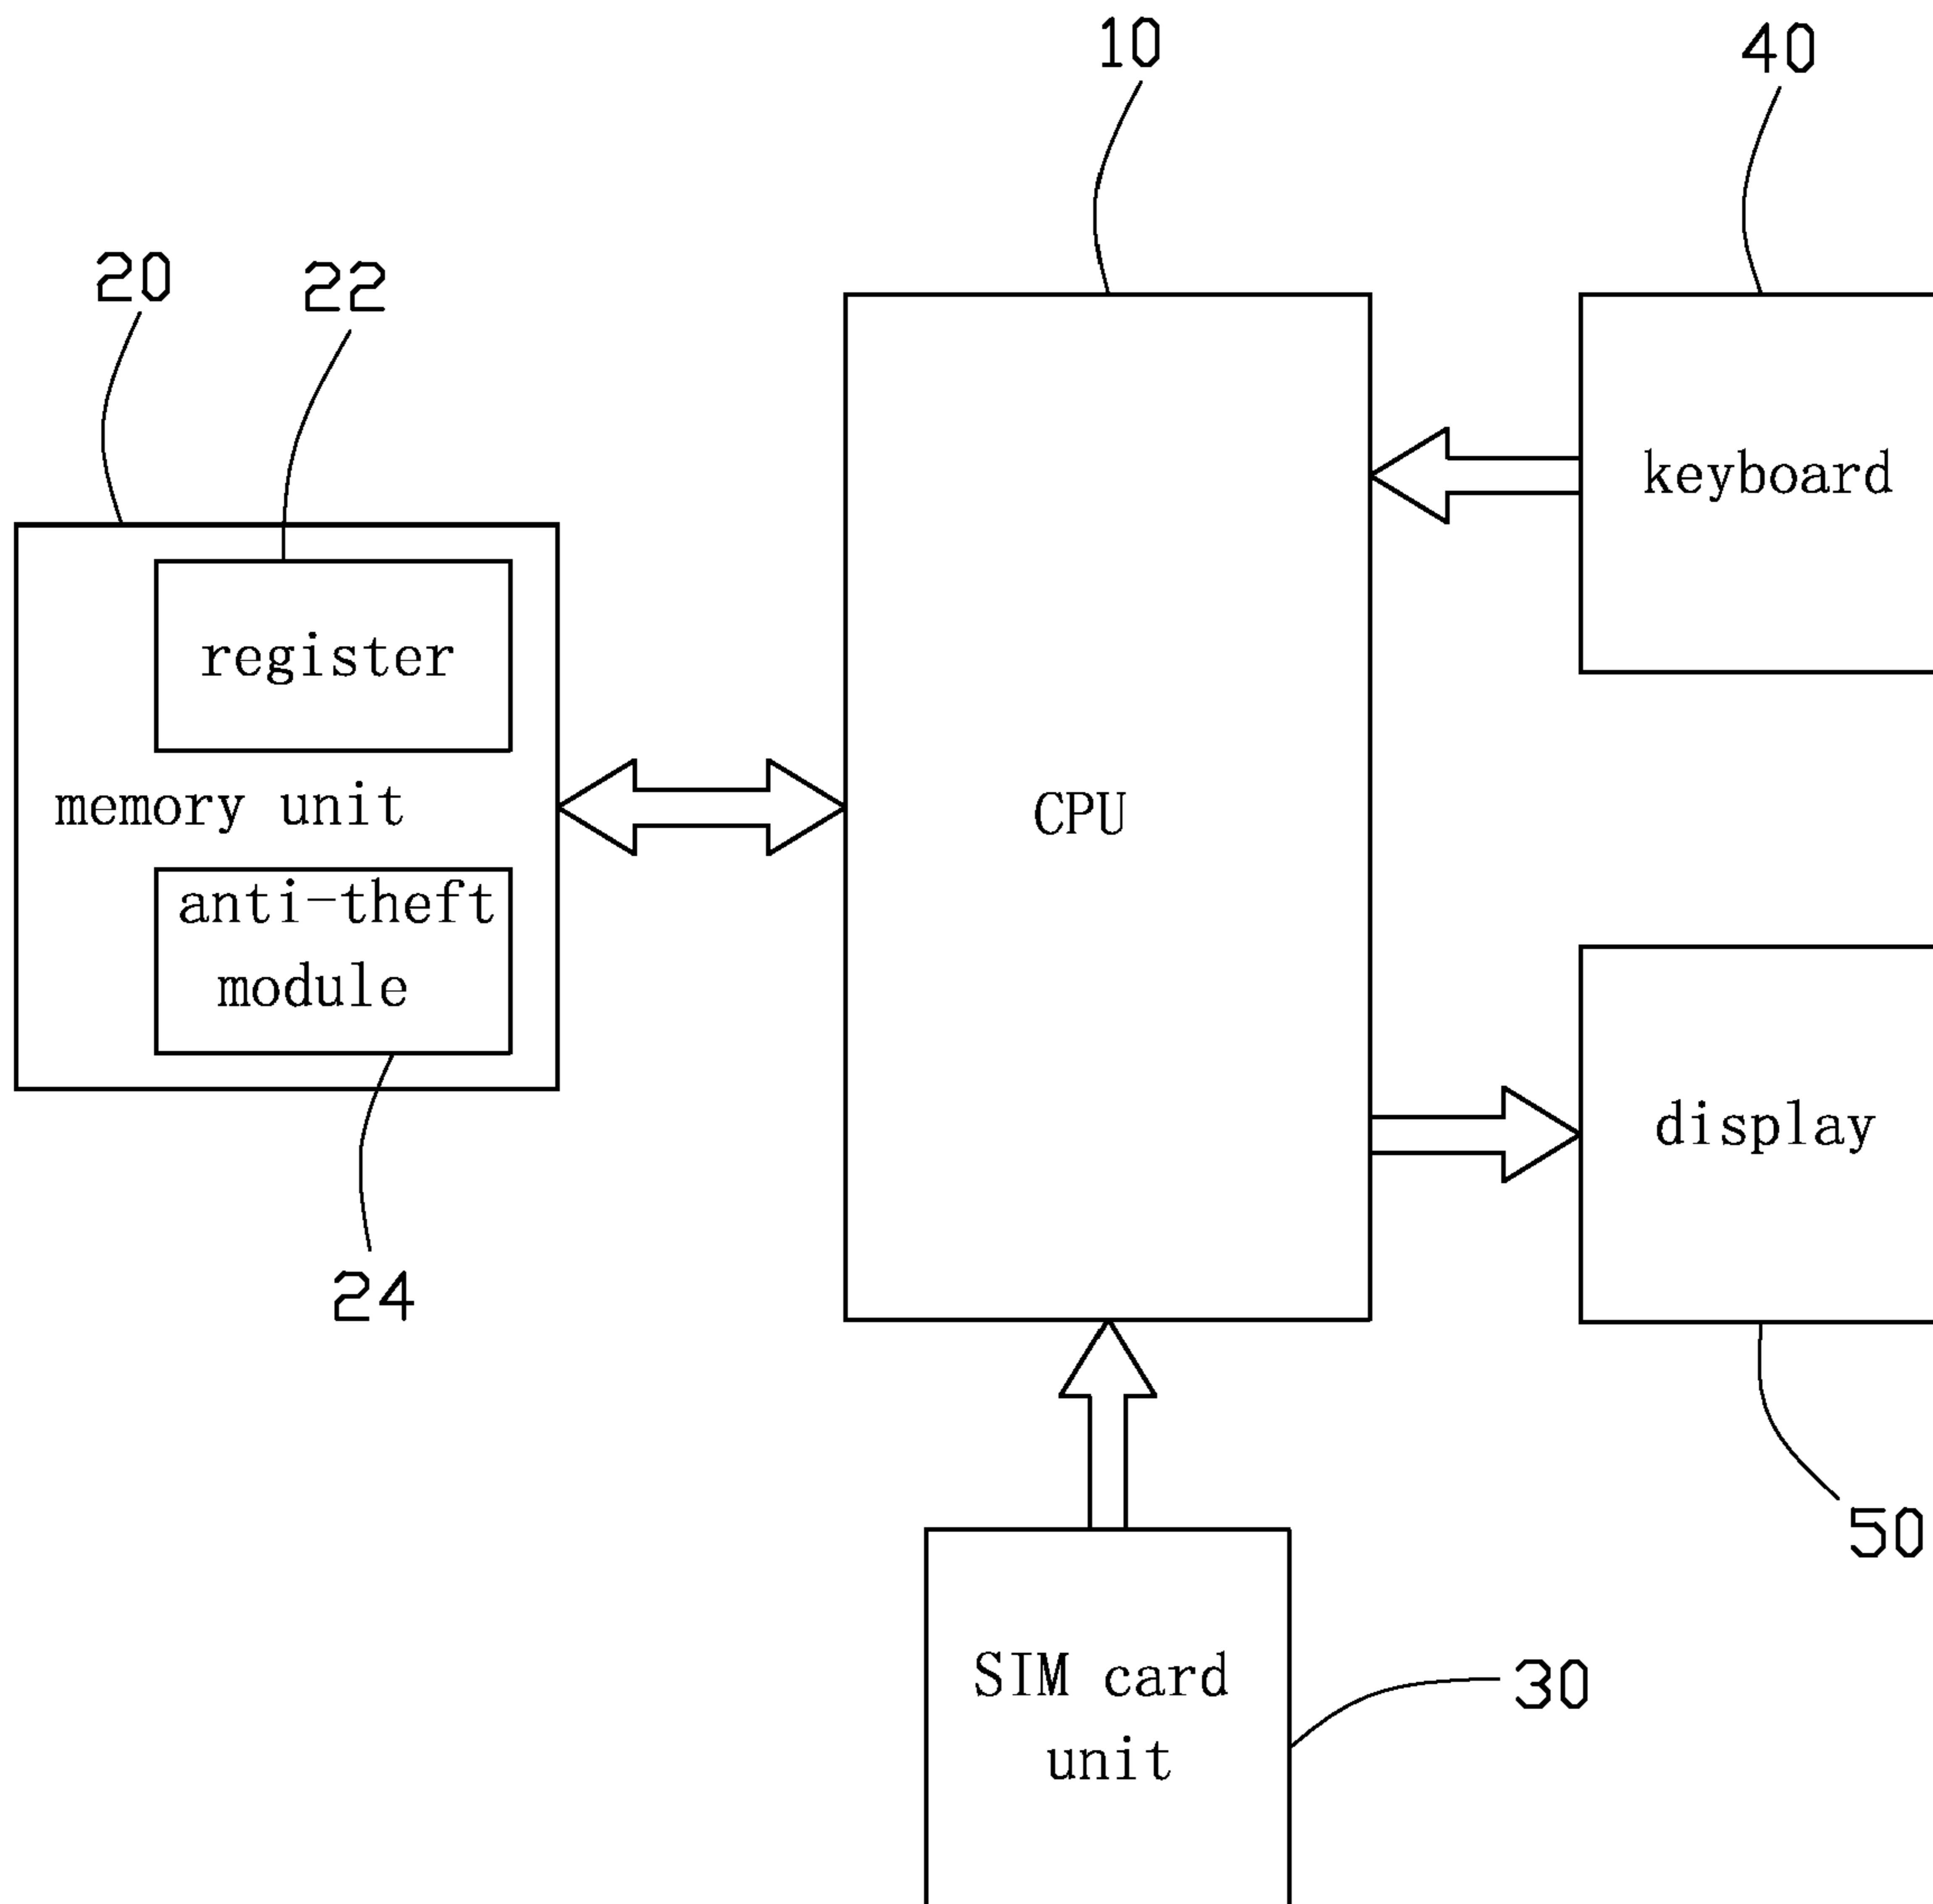 10
40
20
22
keyboard
register
memory unit
CPU
anti-theft
module
display
24
50
SIM card
unit
30